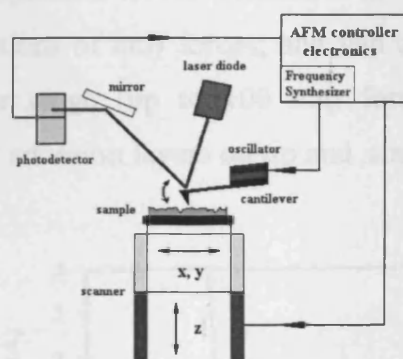 AFM controller
electronics
Frequency
Synthesizer
laser diode
mirror
photodetector
oscillator
cantilever
sample
x, y
scanner
z